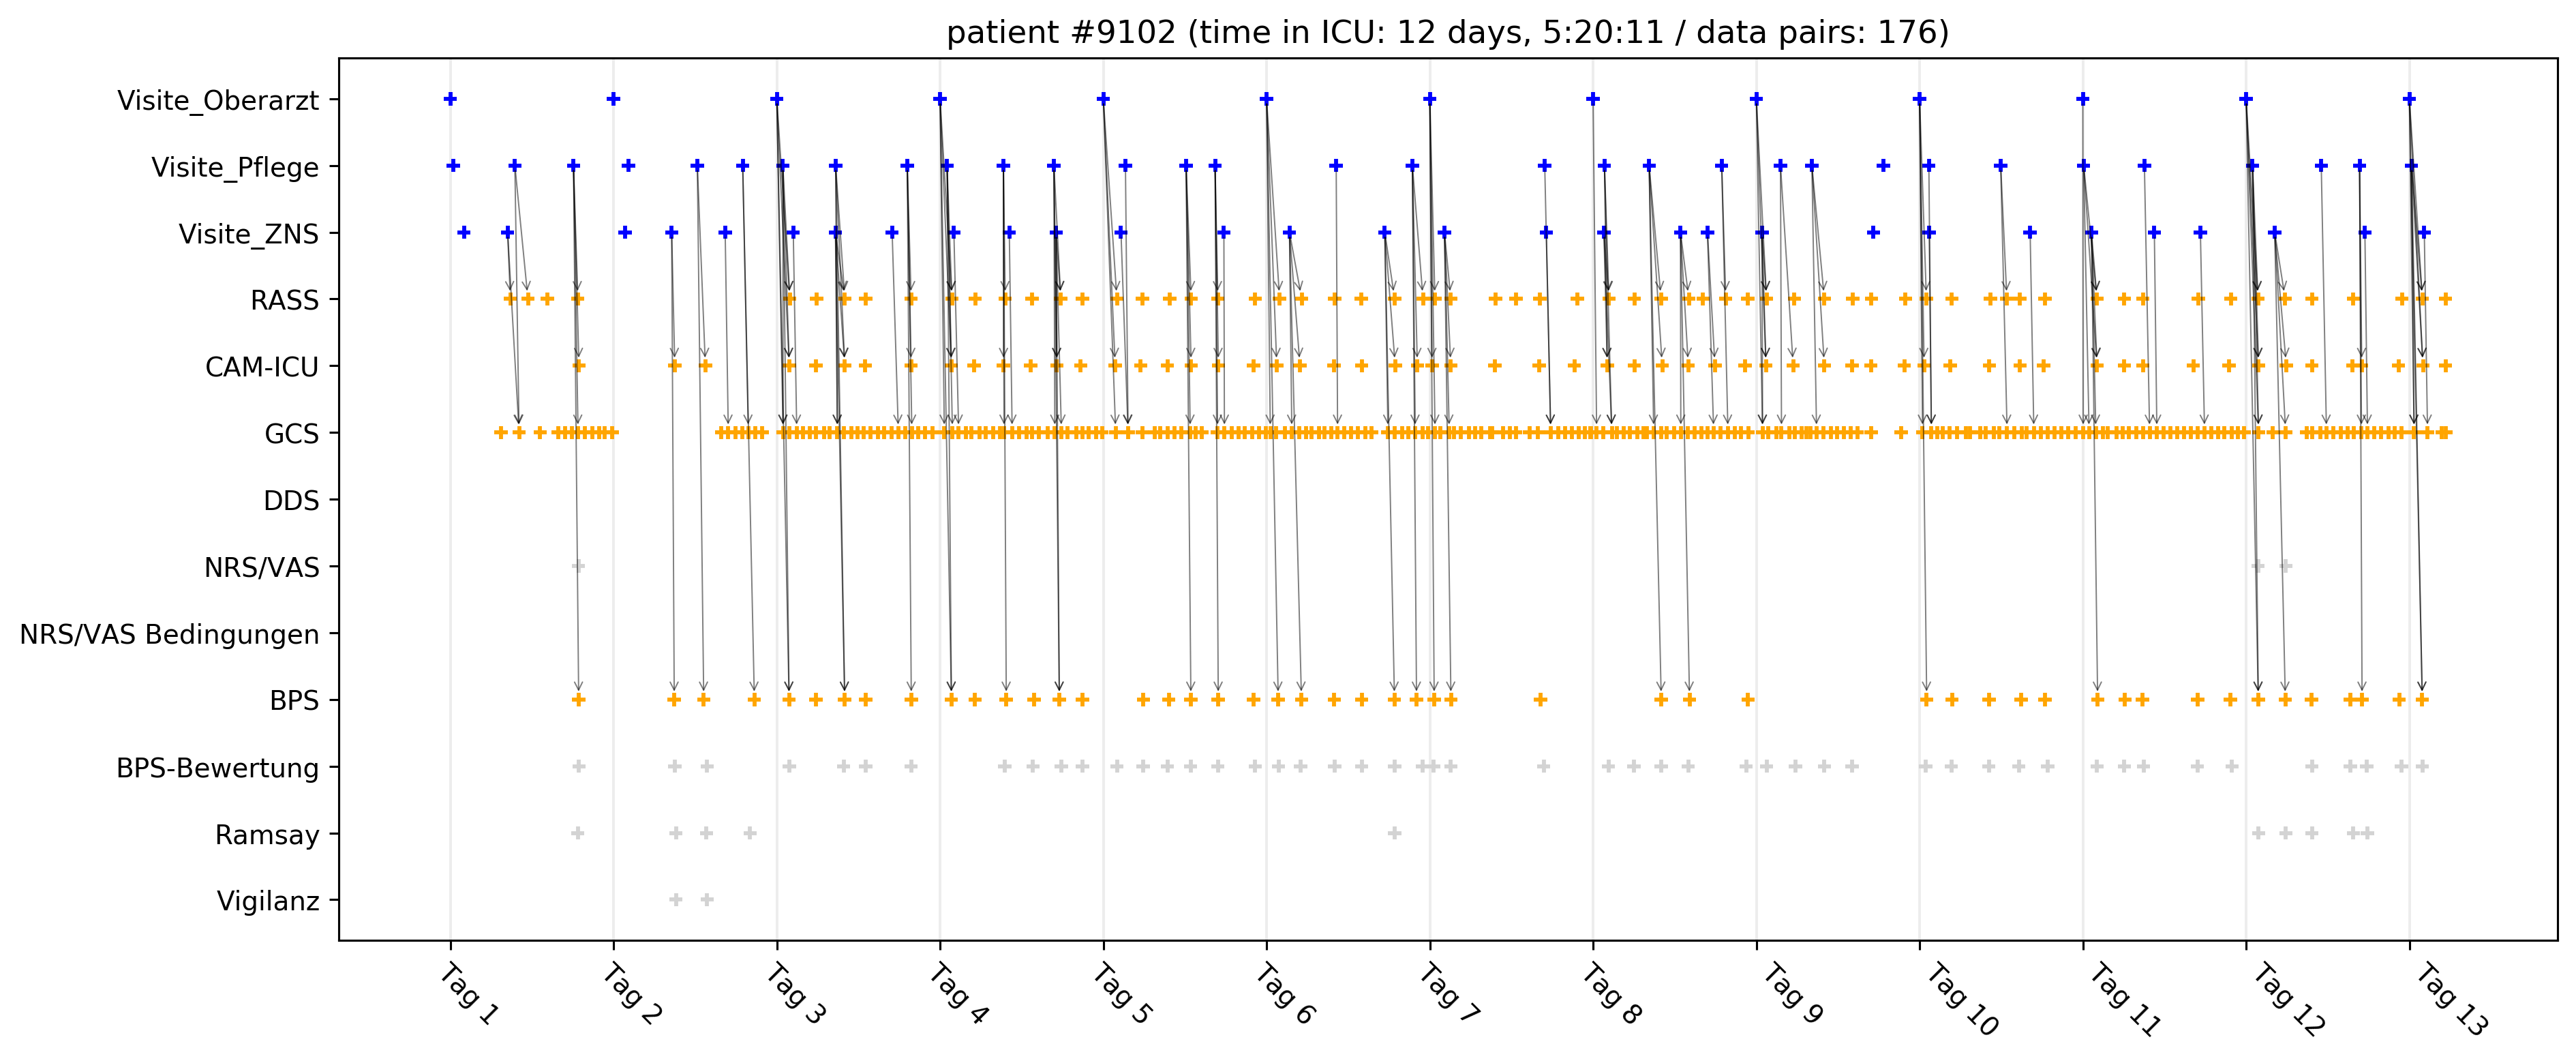 patient #9102 (time in ICU: 12 days, 5:20:11 / data pairs: 176)
Visite_Oberarzt
Visite_Pflege
Visite_ZNS
RASS
CAM-ICU
GCS
DDS
NRS/VAS
NRS/VAS Bedingungen
BPS
BPS-Bewertung
Ramsay
Vigilanz
Tag 1
Tag 2
Tag 3
Tag 4
Tag 5
Tag 6
Tag 7
Tag 8
Tag 9
Tag 10
Tag 11
Tag 12
Tag 13